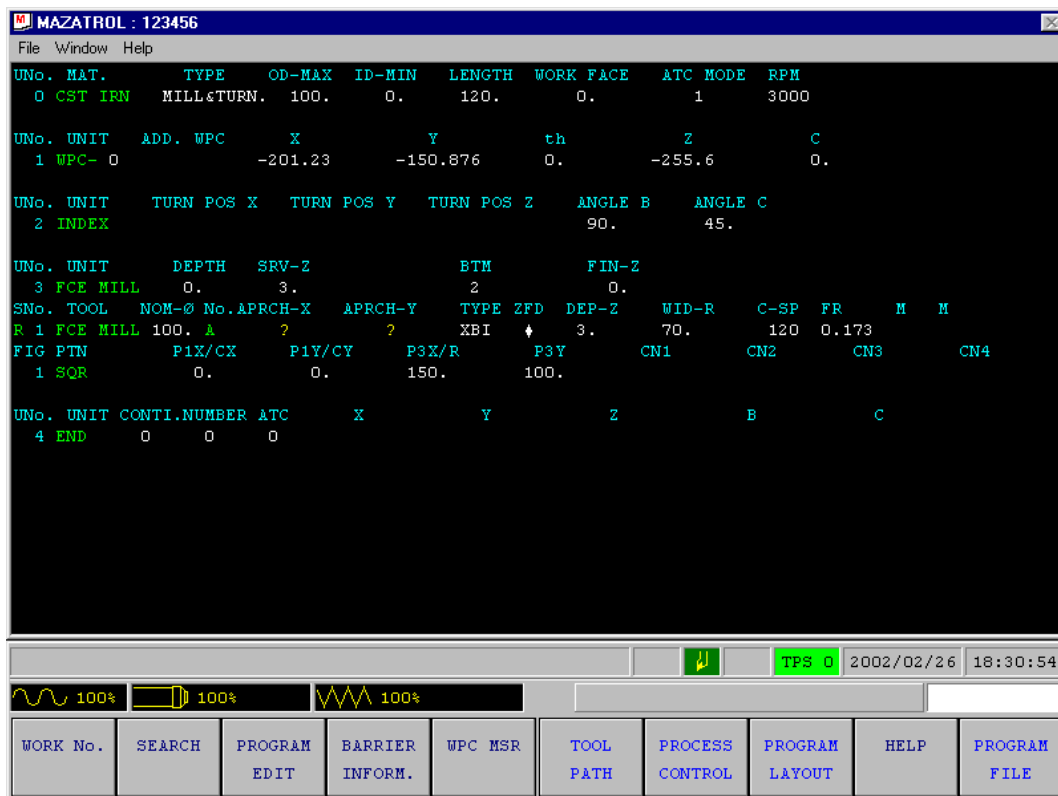 MAZATROL : 123456
File Window Help
UNo. MAT. TYPE OD-MAX ID-MIN LENGTH WORK FACE ATC MODE RPM
0 CST IRN MILL&TURN. 100. 0. 120. 0. 1 3000
UNo. UNIT ADD. WPC X Y th Z C
1 WPC- 0 -201.23 -150.876 0. -255.6 0.
UNo. UNIT TURN POS X TURN POS Y TURN POS Z ANGLE B ANGLE C
2 INDEX 90. 45.
UNo. UNIT DEPTH SRV-Z BTM FIN-Z
3 FCE MILL 0. 3. 2 0.
SNo. TOOL NOM-Ø No. APRCH-X APRCH-Y TYPE ZFD DEP-Z WID-R C-SP FR M M
R 1 FCE MILL 100. A ? ? XBI ♦ 3. 70. 120 0.173
FIG PTN P1X/CX P1Y/CY P3X/R P3Y CN1 CN2 CN3 CN4
1 SQR 0. 0. 150. 100.
UNo. UNIT CONTI.NUMBER ATC X Y Z B C
4 END 0 0 0
TPS 0 2002/02/26 18:30:54
100% 100% 100%
WORK No. SEARCH PROGRAM EDIT BARRIER INFORM. WPC MSR TOOL PATH PROCESS CONTROL PROGRAM LAYOUT HELP PROGRAM FILE